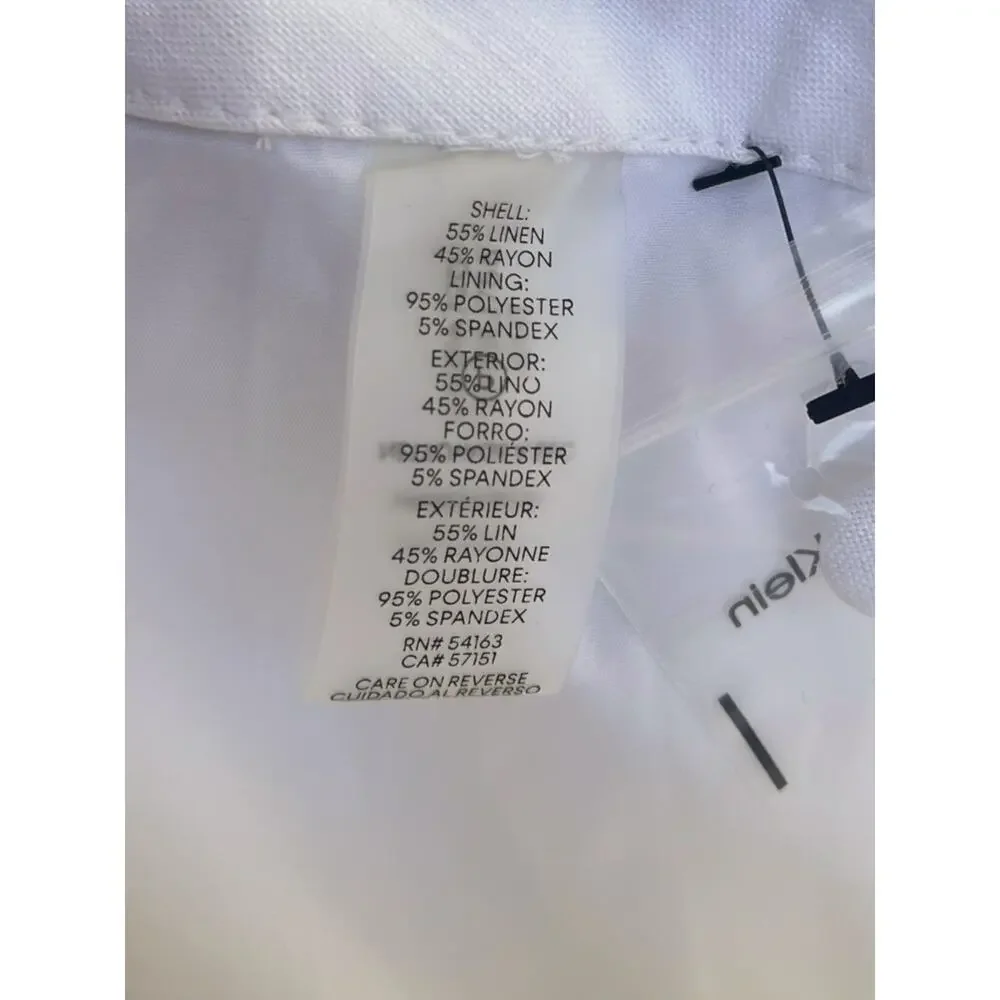 SHELL:
55% LINEN
45% RAYON
LINING:
95% POLYESTER
5% SPANDEX
EXTERIOR:
55% LINO
45% RAYON
FORRO:
95% POLIÉSTER
5% SPANDEX
EXTÉRIEUR:
55% LIN
45% RAYONNE
DOUBLURE:
95% POLYESTER
5% SPANDEX
RN# 54163
CA# 57151
CARE ON REVERSE
CUIDADO AL REVERSO
Klein